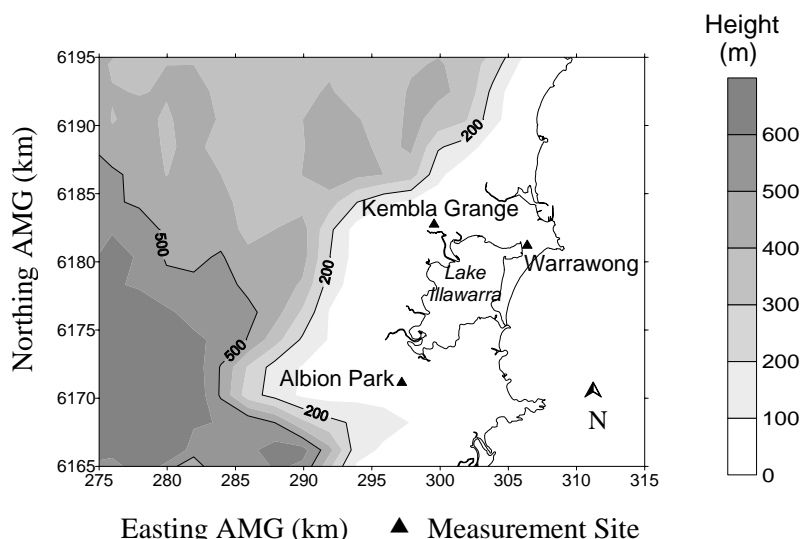 Height
(m)
600
500
400
300
200
100
0
Northing AMG (km)
6195
6190
6185
6180
6175
6170
6165
200
Kembla Grange
500
200
Lake
Illawarra
Warrawong
500
Albion Park
200
N
275 280 285 290 295 300 305 310 315
Easting AMG (km) Measurement Site